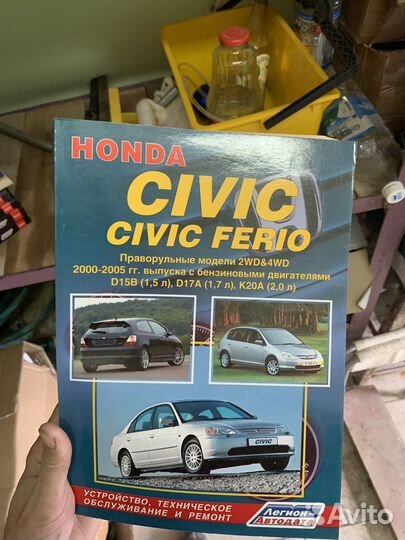 HONDA
CIVIC
CIVIC FERIO
Праворульные модели 2WD&4WD
2000-2005 гг. выпуска с бензиновыми двигателями
D15B (1,5 л), D17A (1,7 л), K20A (2,0 л)
CIVIC
УСТРОЙСТВО, ТЕХНИЧЕСКОЕ
ОБСЛУЖИВАНИЕ И РЕМОНТ
Легион
Автодата
Avito